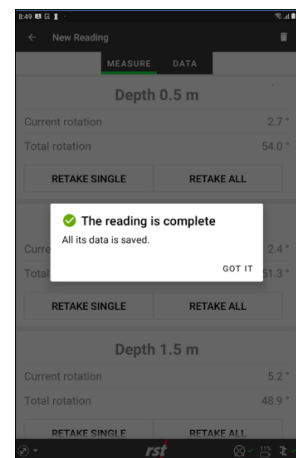 8:49
New Reading
MEASURE DATA
Depth 0.5 m
Current rotation 2.7 °
Total rotation 54.0 °
RETAKE SINGLE RETAKE ALL
The reading is complete
All its data is saved.
GOT IT
Curre 2.4 °
Total 51.3 °
RETAKE SINGLE RETAKE ALL
Depth 1.5 m
Current rotation 5.2 °
Total rotation 48.9 °
RETAKE SINGLE RETAKE ALL
rst